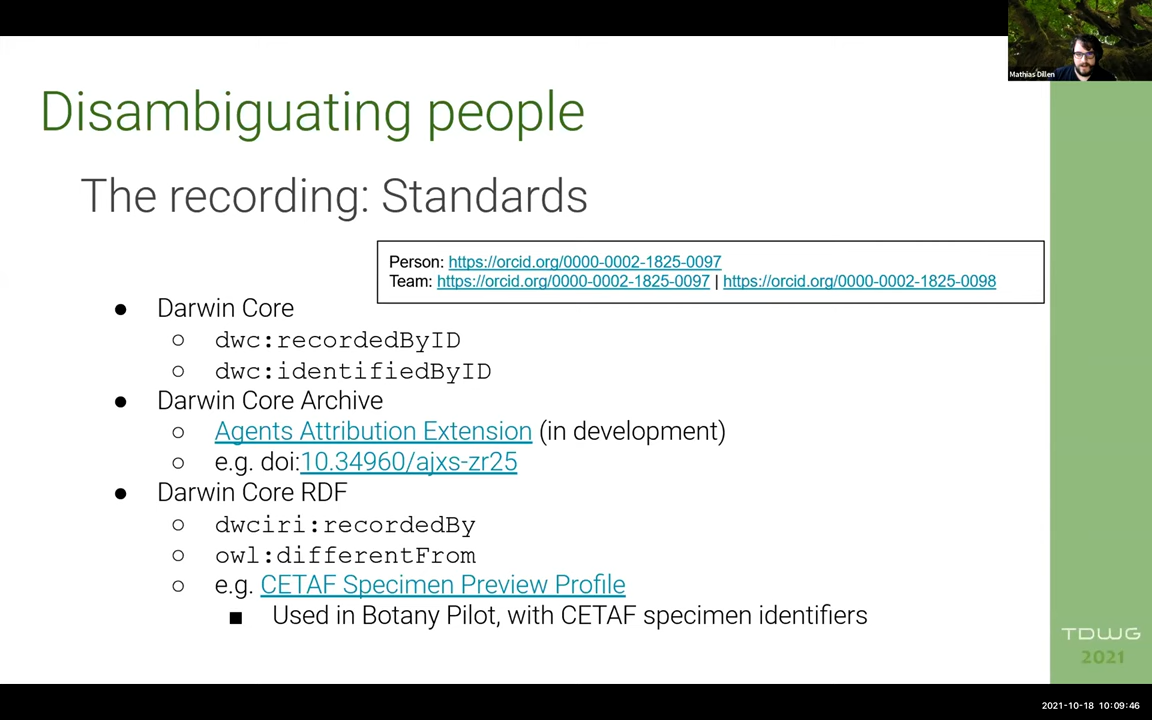 Mathias Dillen
Disambiguating people
The recording: Standards
Person: https://orcid.org/0000-0002-1825-0097
Team: https://orcid.org/0000-0002-1825-0097 | https://orcid.org/0000-0002-1825-0098
● Darwin Core
○ dwc:recordedByID
○ dwc:identifiedByID
● Darwin Core Archive
○ Agents Attribution Extension (in development)
○ e.g. doi:10.34960/ajxs-zr25
● Darwin Core RDF
○ dwciri:recordedBy
○ owl:differentFrom
○ e.g. CETAF Specimen Preview Profile
■ Used in Botany Pilot, with CETAF specimen identifiers
TDWG
2021
2021-10-18 10:09:46